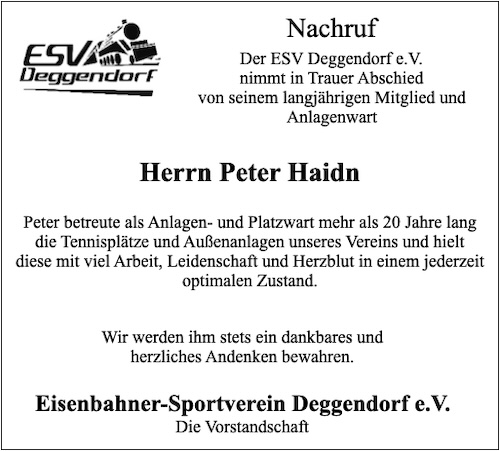 ESV
Deggendorf
Nachruf
Der ESV Deggendorf e.V.
nimmt in Trauer Abschied
von seinem langjährigen Mitglied und
Anlagenwart
Herrn Peter Haidn
Peter betreute als Anlagen- und Platzwart mehr als 20 Jahre lang
die Tennisplätze und Außenanlagen unseres Vereins und hielt
diese mit viel Arbeit, Leidenschaft und Herzblut in einem jederzeit
optimalen Zustand.
Wir werden ihm stets ein dankbares und
herzliches Andenken bewahren.
Eisenbahner-Sportverein Deggendorf e.V.
Die Vorstandschaft